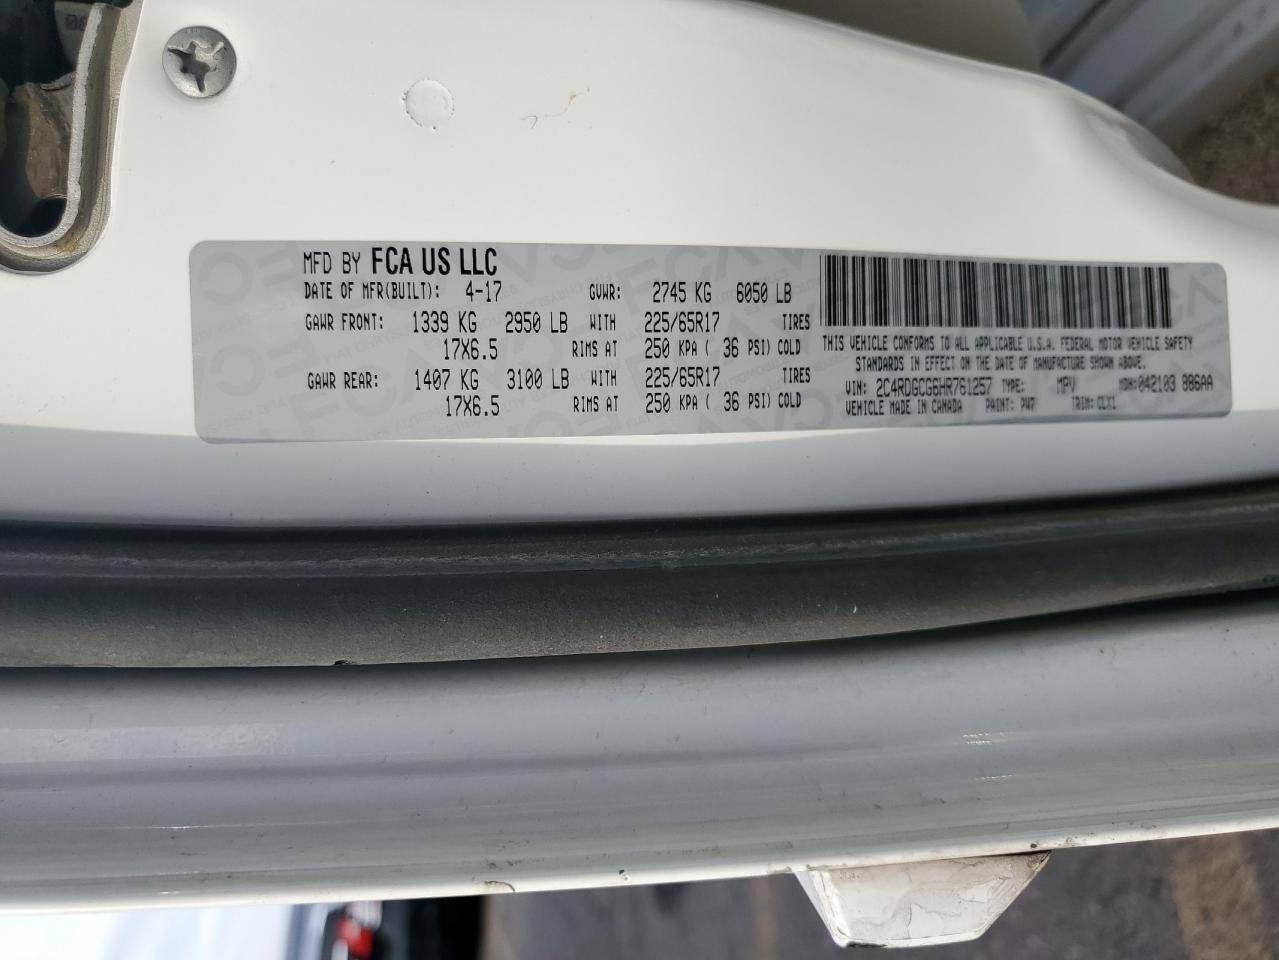 MFD BY FCA US LLC
DATE OF MFR(BUILT): 4-17 GVWR: 2745 KG 6050 LB
GAWR FRONT: 1339 KG 2950 LB WITH 225/65R17 TIRES
17X6.5 RIMS AT 250 KPA ( 36 PSI) COLD
GAWR REAR: 1407 KG 3100 LB WITH 225/65R17 TIRES
17X6.5 RIMS AT 250 KPA ( 36 PSI) COLD
THIS VEHICLE CONFORMS TO ALL APPLICABLE U.S.A. FEDERAL MOTOR VEHICLE SAFETY
STANDARDS IN EFFECT ON THE DATE OF MANUFACTURE SHOWN ABOVE.
VIN: 2C4RDGCG6HR761257 TYPE: MPV MDH: 042103 886AA
VEHICLE MADE IN CANADA PAINT: PW7 TRIM: CLX1